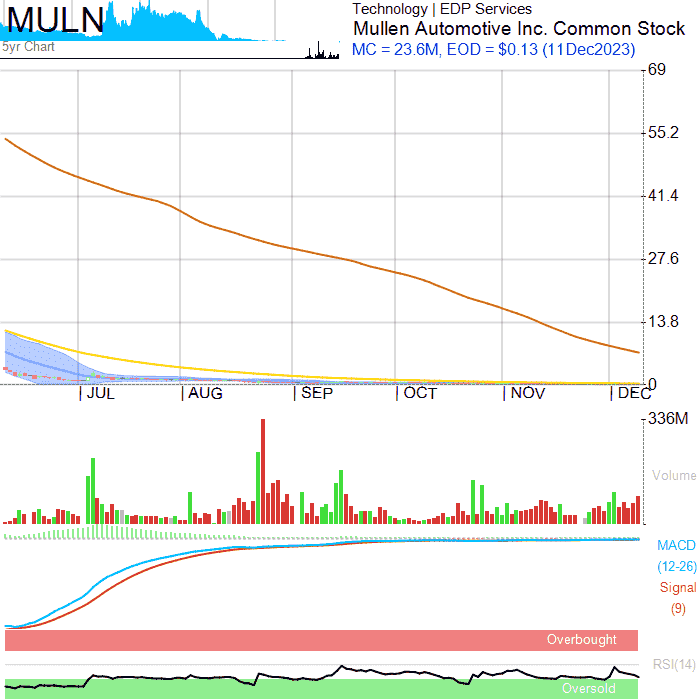 MULN
5yr Chart
Technology | EDP Services
Mullen Automotive Inc. Common Stock
MC = 23.6M, EOD = $0.13 (11Dec2023)
69
55.2
41.4
27.6
13.8
0
JUL AUG SEP OCT NOV DEC
336M
Volume
MACD
(12-26)
Signal
(9)
Overbought
RSI(14)
Oversold